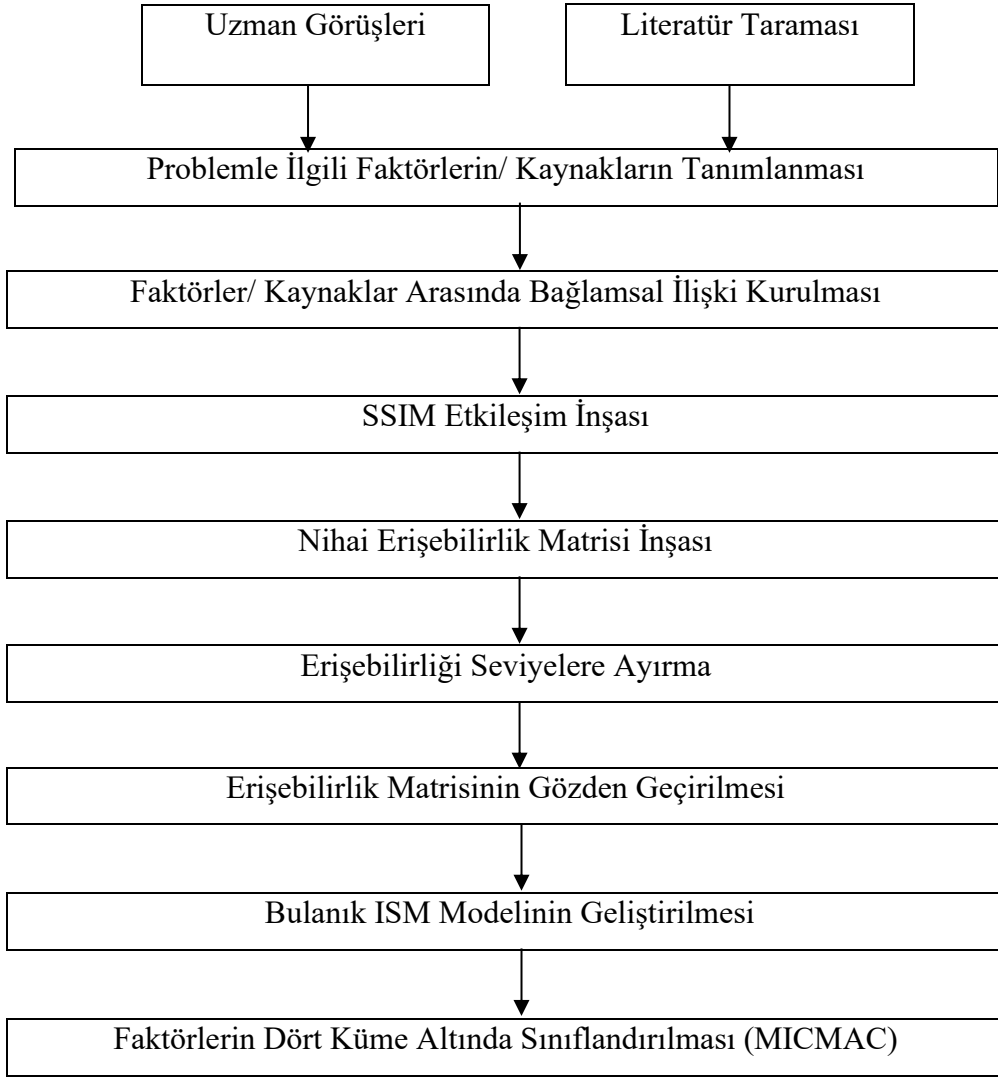 Uzman Görüşleri
Literatür Taraması
Problemle İlgili Faktörlerin/ Kaynakların Tanımlanması
Faktörler/ Kaynaklar Arasında Bağlamsal İlişki Kurulması
SSIM Etkileşim İnşası
Nihai Erişebilirlik Matrisi İnşası
Erişebilirliği Seviyelere Ayırma
Erişebilirlik Matrisinin Gözden Geçirilmesi
Bulanık ISM Modelinin Geliştirilmesi
Faktörlerin Dört Küme Altında Sınıflandırılması (MICMAC)